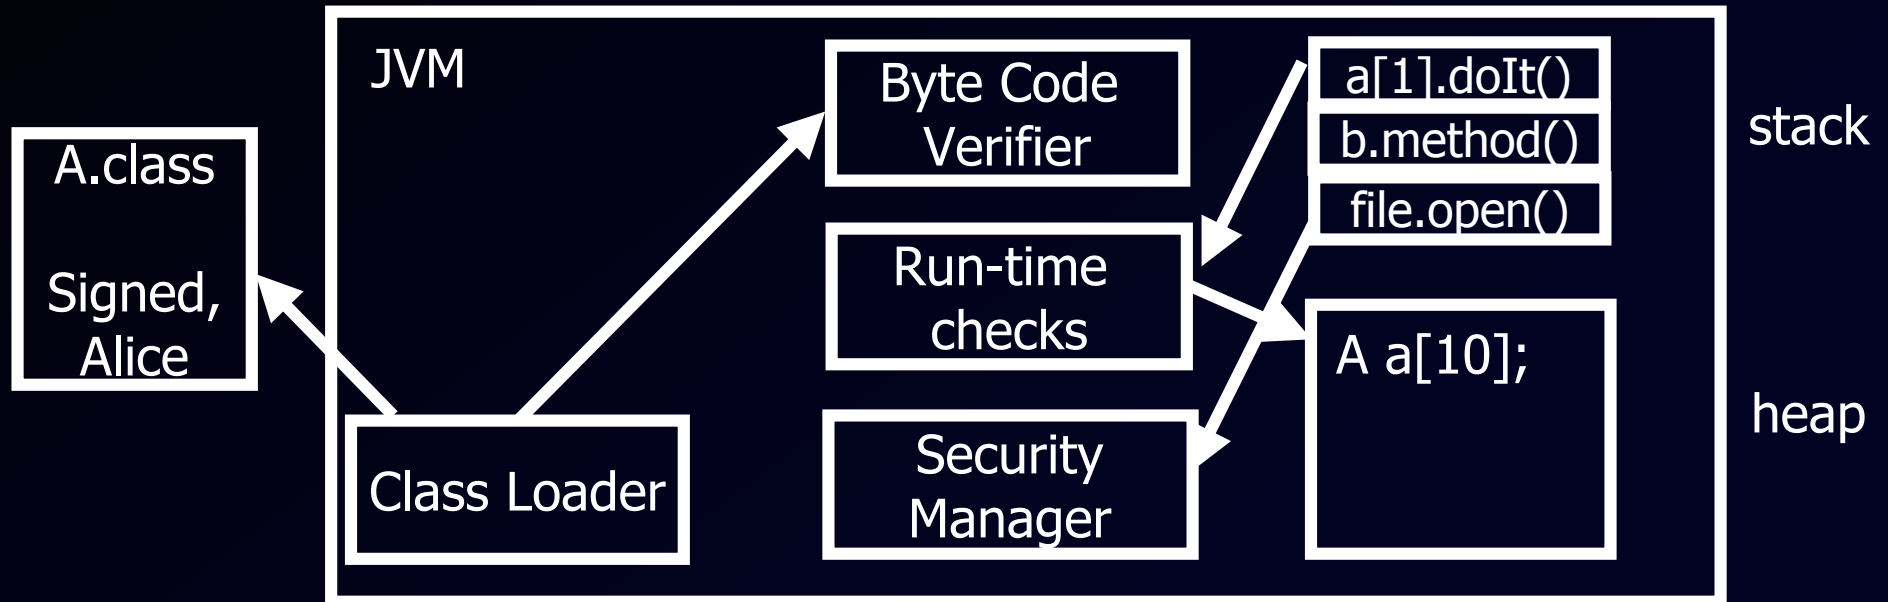 JVM
A.class
Signed,
Alice
Class Loader
Byte Code
Verifier
Run-time
checks
Security
Manager
a[1].doIt()
b.method()
file.open()
A a[10];
stack
heap